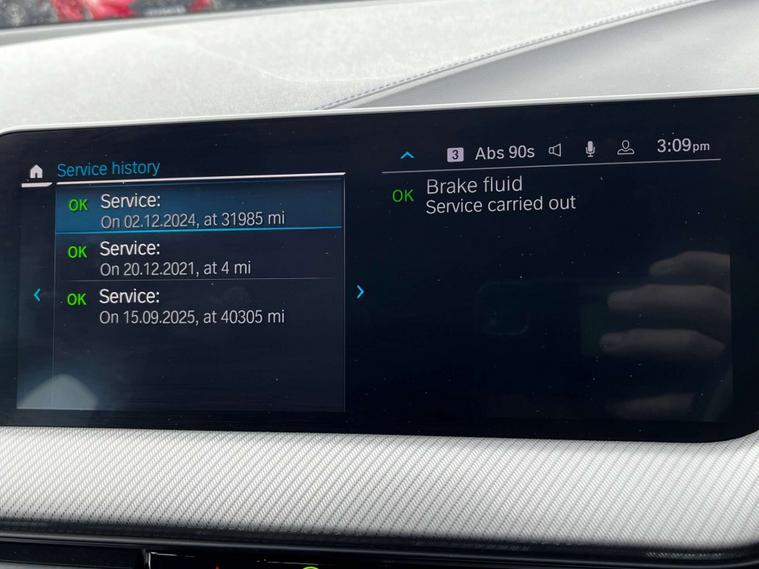 Service history
3 Abs 90s 3:09pm
OK Service:
On 02.12.2024, at 31985 mi
OK Service:
On 20.12.2021, at 4 mi
OK Service:
On 15.09.2025, at 40305 mi
OK Brake fluid
Service carried out